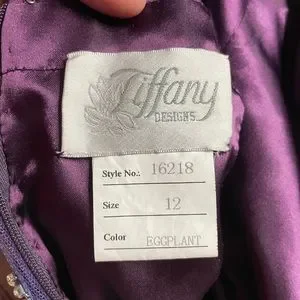 Tiffany
DESIGNS
Style No.: 16218
Size 12
Color EGGPLANT